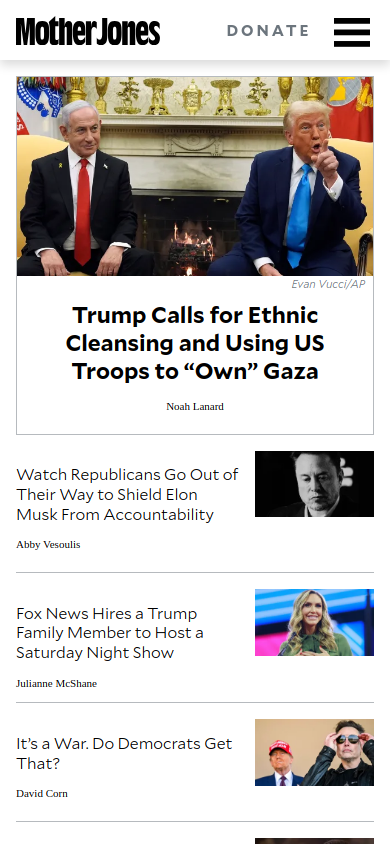 Mother Jones
DONATE
Evan Vucci/AP
Trump Calls for Ethnic
Cleansing and Using US
Troops to “Own” Gaza
Noah Lanard
Watch Republicans Go Out of
Their Way to Shield Elon
Musk From Accountability
Abby Vesoulis
Fox News Hires a Trump
Family Member to Host a
Saturday Night Show
Julianne McShane
It’s a War. Do Democrats Get
That?
David Corn